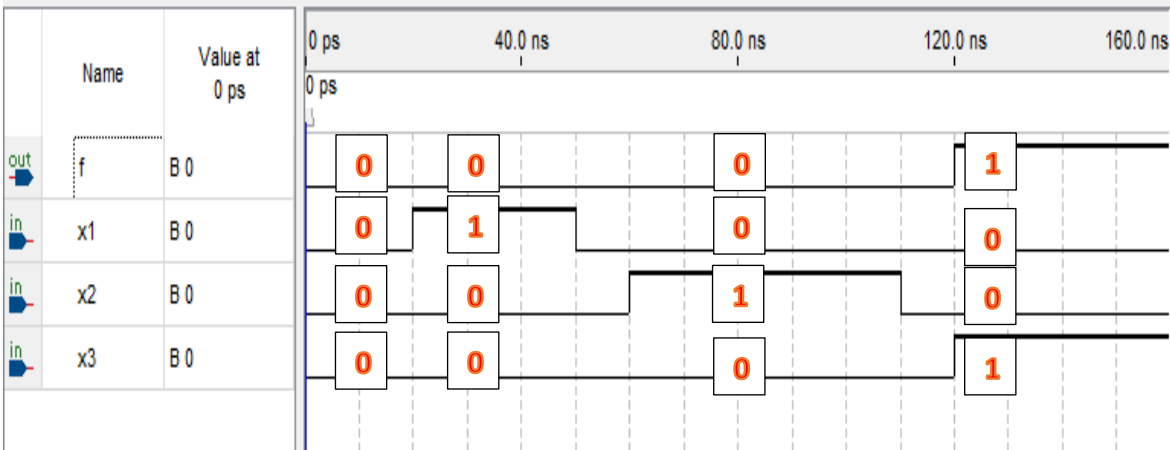 Name Value at 0 ps 0 ps 40.0 ns 80.0 ns 120.0 ns 160.0 ns
0 ps
out f B 0 0 0 0 1
in x1 B 0 0 1 0 0
in x2 B 0 0 0 1 0
in x3 B 0 0 0 0 1